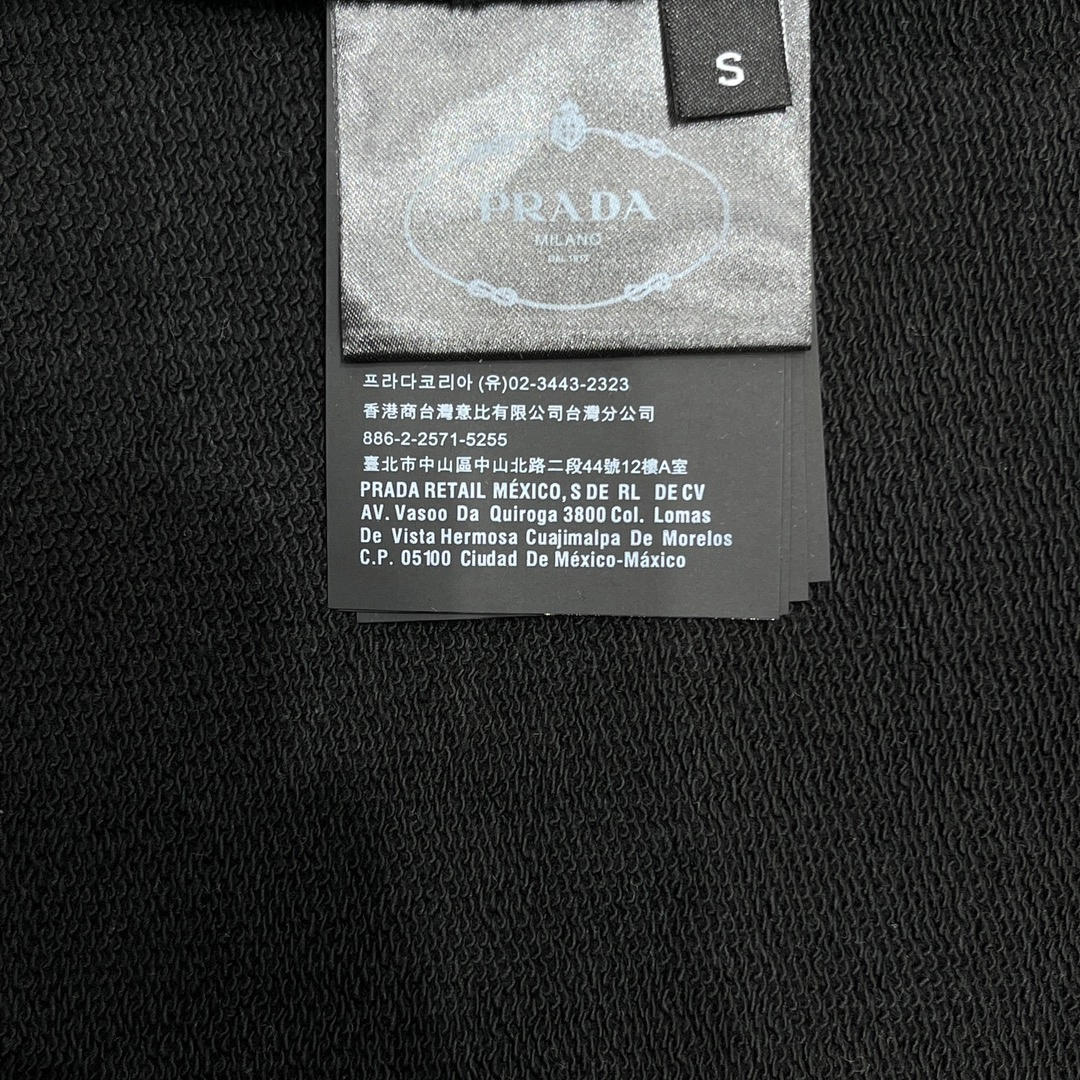 S
PRADA
MILANO
DAL 1913
프라다코리아 (유)02-3443-2323
香港商台灣意比有限公司台灣分公司
886-2-2571-5255
臺北市中山區中山北路二段44號12樓A室
PRADA RETAIL MÉXICO, S DE RL DE CV
AV. Vasoo Da Quiroga 3800 Col. Lomas
De Vista Hermosa Cuajimalpa De Morelos
C.P. 05100 Ciudad De México-Máxico